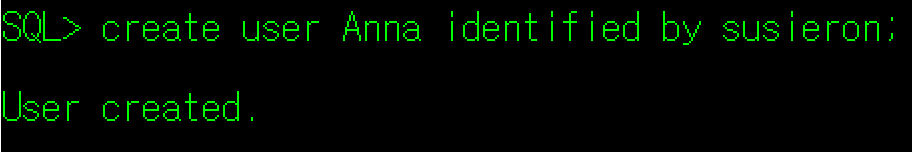 SQL> create user Anna identified by susieron;
User created.